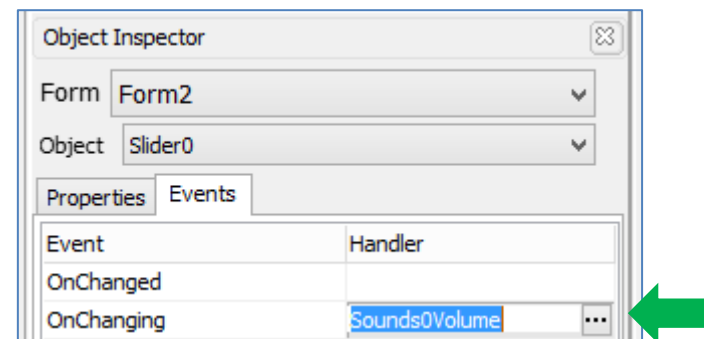 Object Inspector
Form Form2
Object Slider0
Properties Events
Event Handler
OnChanged
OnChanging Sounds0Volume ...